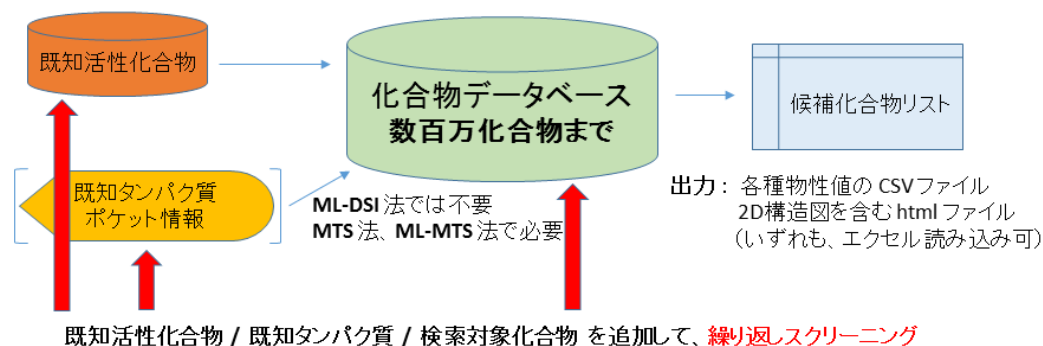 既知活性化合物
化合物データベース
数百万化合物まで
候補化合物リスト
既知タンパク質
ポケット情報
ML-DSI 法では不要
MTS 法、ML-MTS 法で必要
出力： 各種物性値の CSV ファイル
2D構造図を含む html ファイル
（いずれも、エクセル読み込み可）
既知活性化合物 / 既知タンパク質 / 検索対象化合物 を追加して、繰り返しスクリーニング